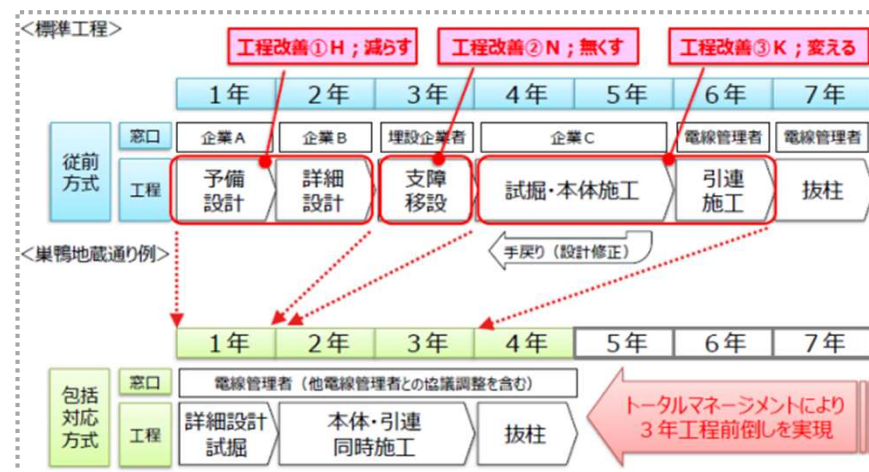 <標準工程>
工程改善①H；減らす
工程改善②N；無くす
工程改善③K；変える
1年 2年 3年 4年 5年 6年 7年
従前
方式
窓口
企業A
企業B
埋設企業者
企業C
電線管理者
電線管理者
工程
予備
設計
詳細
設計
支障
移設
試掘・本体施工
引連
施工
抜柱
手戻り（設計修正）
<巣鴨地蔵通り例>
1年 2年 3年 4年 5年 6年 7年
包括
対応
方式
窓口
電線管理者（他電線管理者との協議調整を含む）
工程
詳細設計
試掘
本体・引連
同時施工
抜柱
トータルマネージメントにより
3年工程前倒しを実現